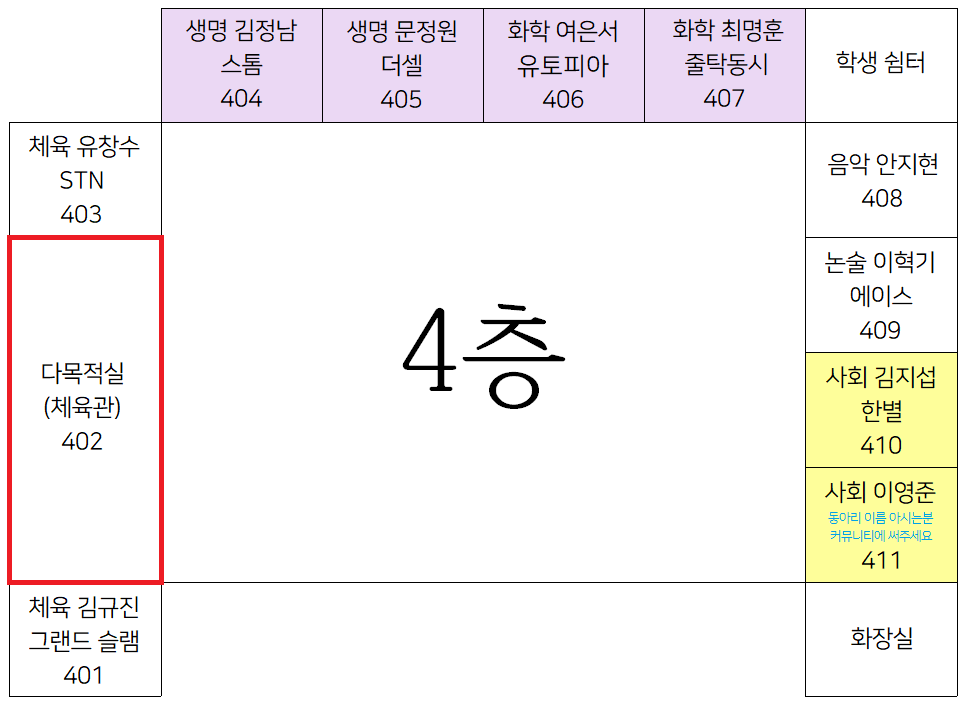 생명 김정남
스톰
404
생명 문정원
더셀
405
화학 여은서
유토피아
406
화학 최명훈
줄탁동시
407
학생 쉼터
체육 유창수
STN
403
음악 안지현
408
논술 이혁기
에이스
409
4층
다목적실
(체육관)
402
사회 김지섭
한별
410
사회 이영준
동아리 이름 아시는분
커뮤니티에 써주세요
411
체육 김규진
그랜드 슬램
401
화장실